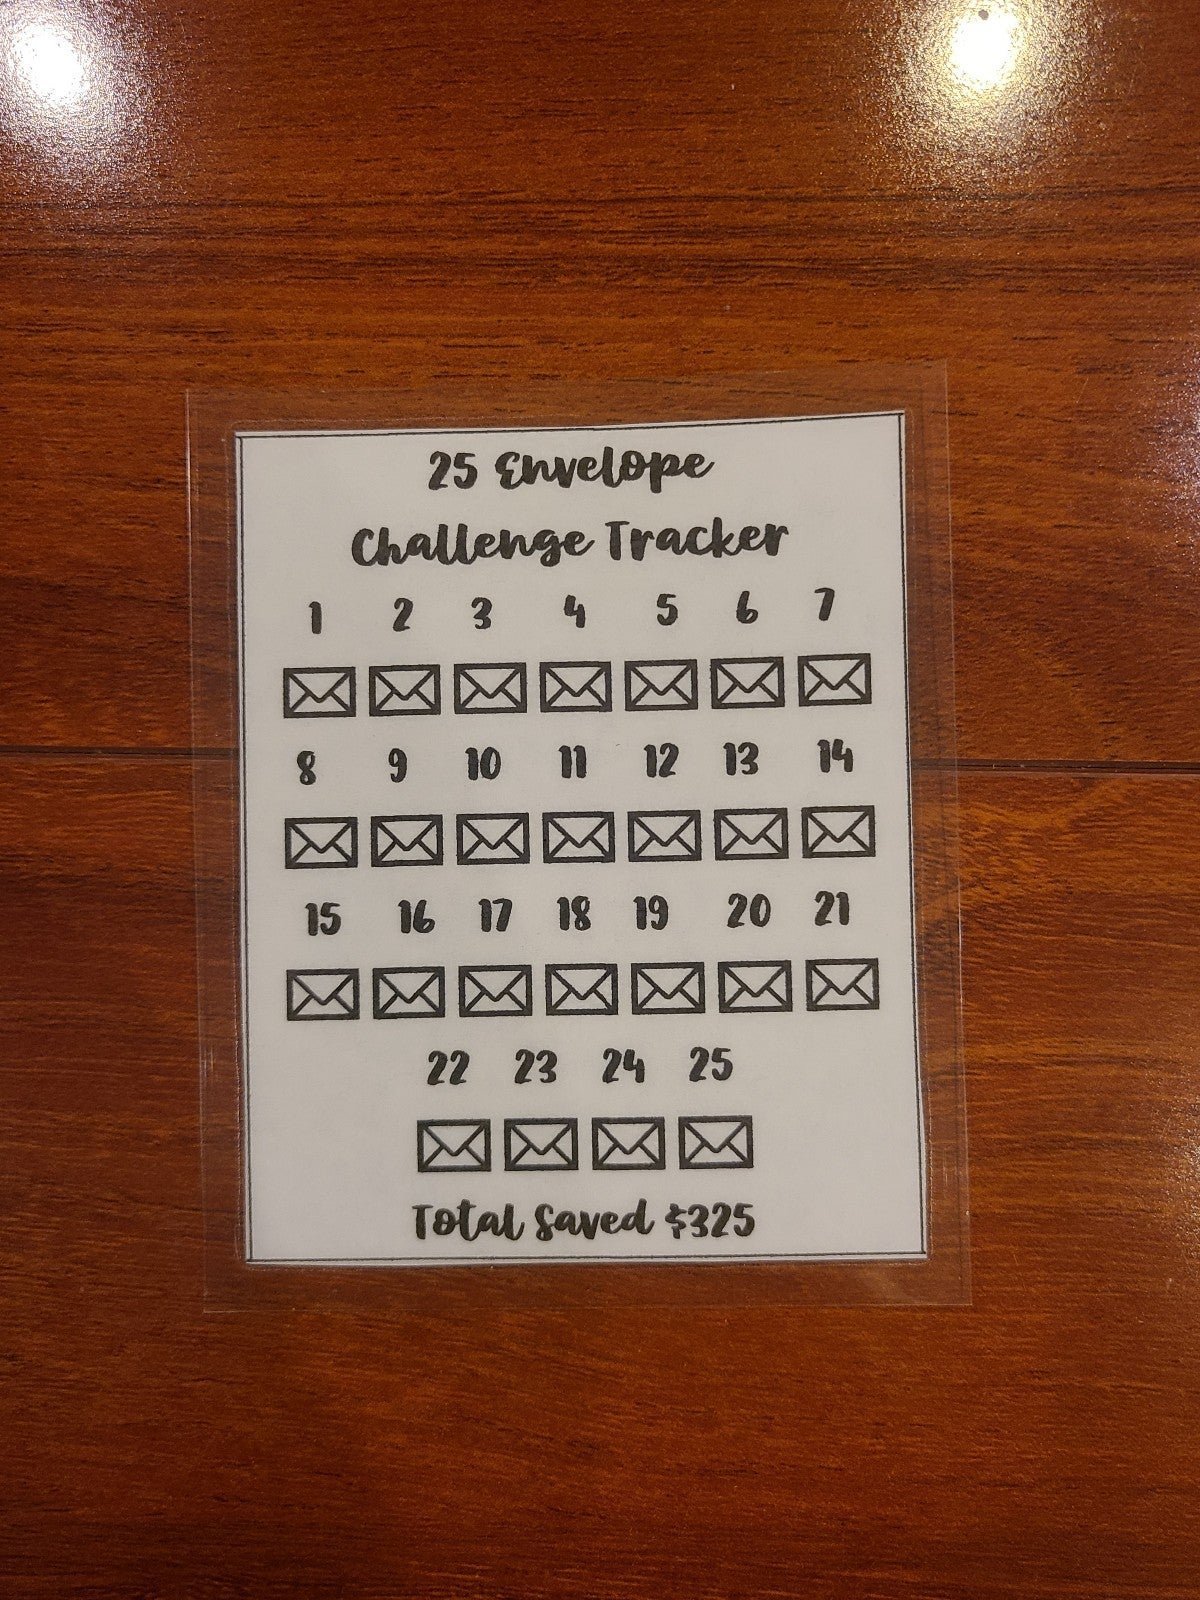 25 Envelope
Challenge Tracker
1 2 3 4 5 6 7
8 9 10 11 12 13 14
15 16 17 18 19 20 21
22 23 24 25
Total Saved $325